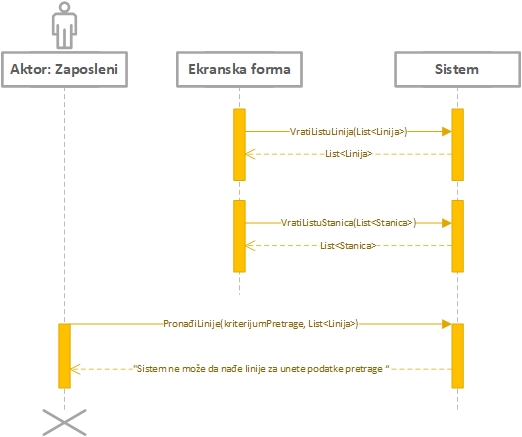 Aktor: Zaposleni
Ekranska forma
Sistem
VratiListuLinija(List<Linija>)
List<Linija>
VratiListuStanica(List<Stanica>)
List<Stanica>
PronađiLinije(kriterijumPretrage, List<Linija>)
"Sistem ne može da nađe linije za unete podatke pretrage “